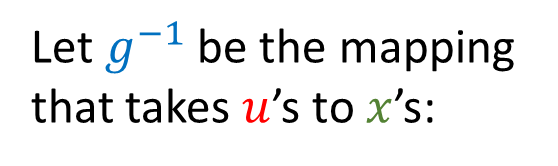 Let g⁻¹ be the mapping
that takes u’s to x’s: